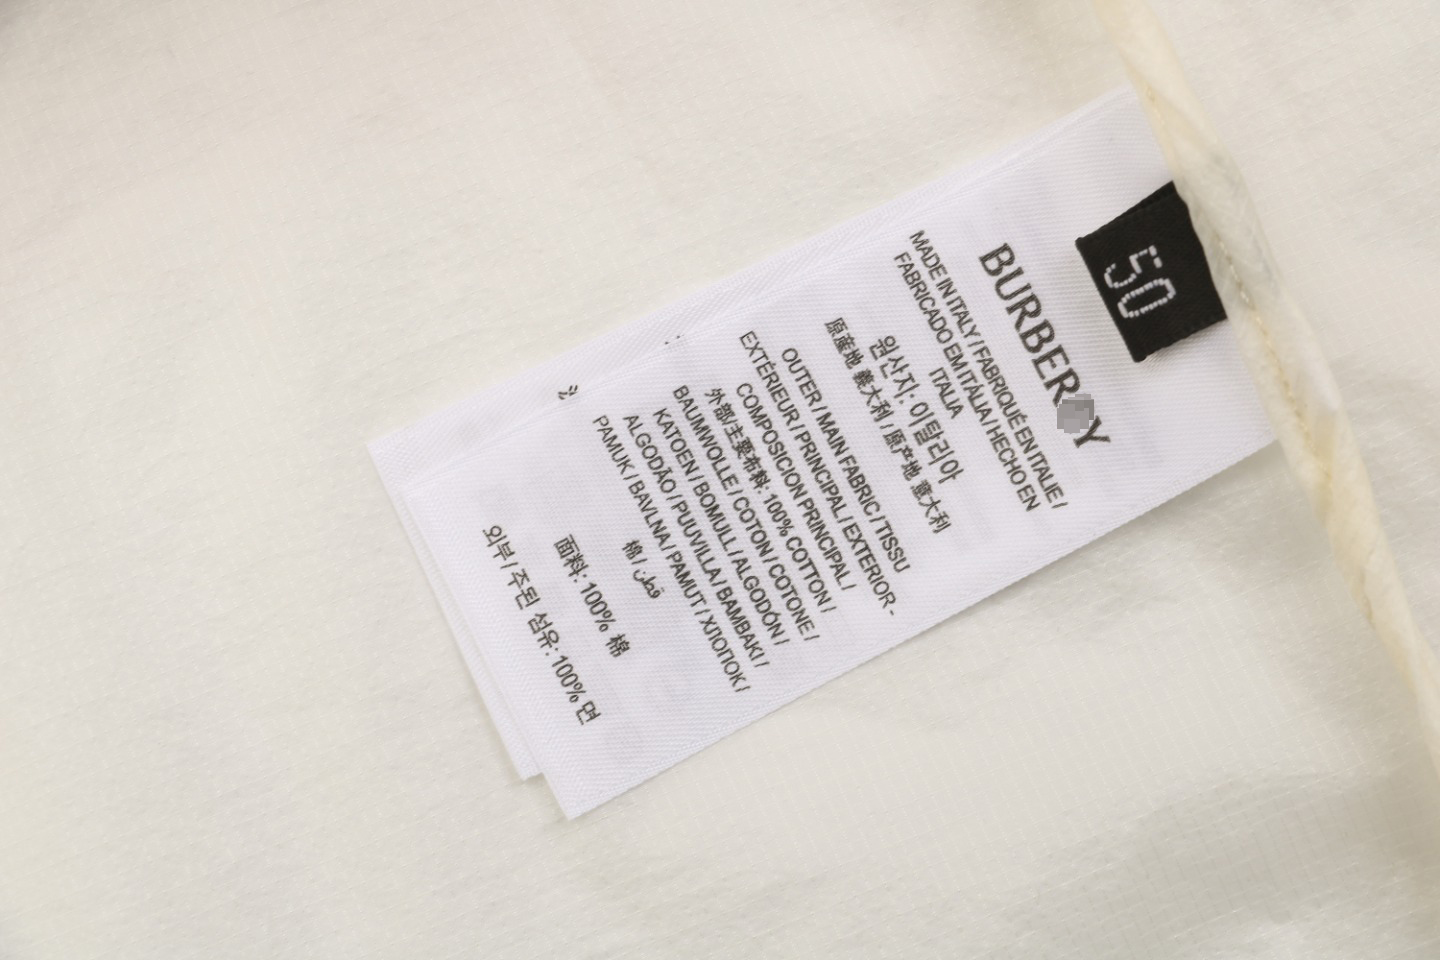 50
BURBER Y
MADE IN ITALY / FABRIQUÉ EN ITALIE /
FABRICADO EM ITÁLIA / HECHO EN
ITALIA
원산지: 이탈리아
原産地 義大利 / 原产地 意大利
OUTER / MAIN FABRIC / TISSU
EXTÉRIEUR / PRINCIPAL / EXTERIOR -
COMPOSICION PRINCIPAL /
外部/主要布料: 100% COTTON /
BAUMWOLLE / COTON / COTONE /
KATOEN / BOMULL / ALGODÓN /
ALGODÃO / PUUVILLA / BAMBAKI /
PAMUK / BAVLNA / PAMUT / ХЛОПОК /
棉/ قطن
面料: 100% 棉
외부 / 주된 섬유: 100% 면